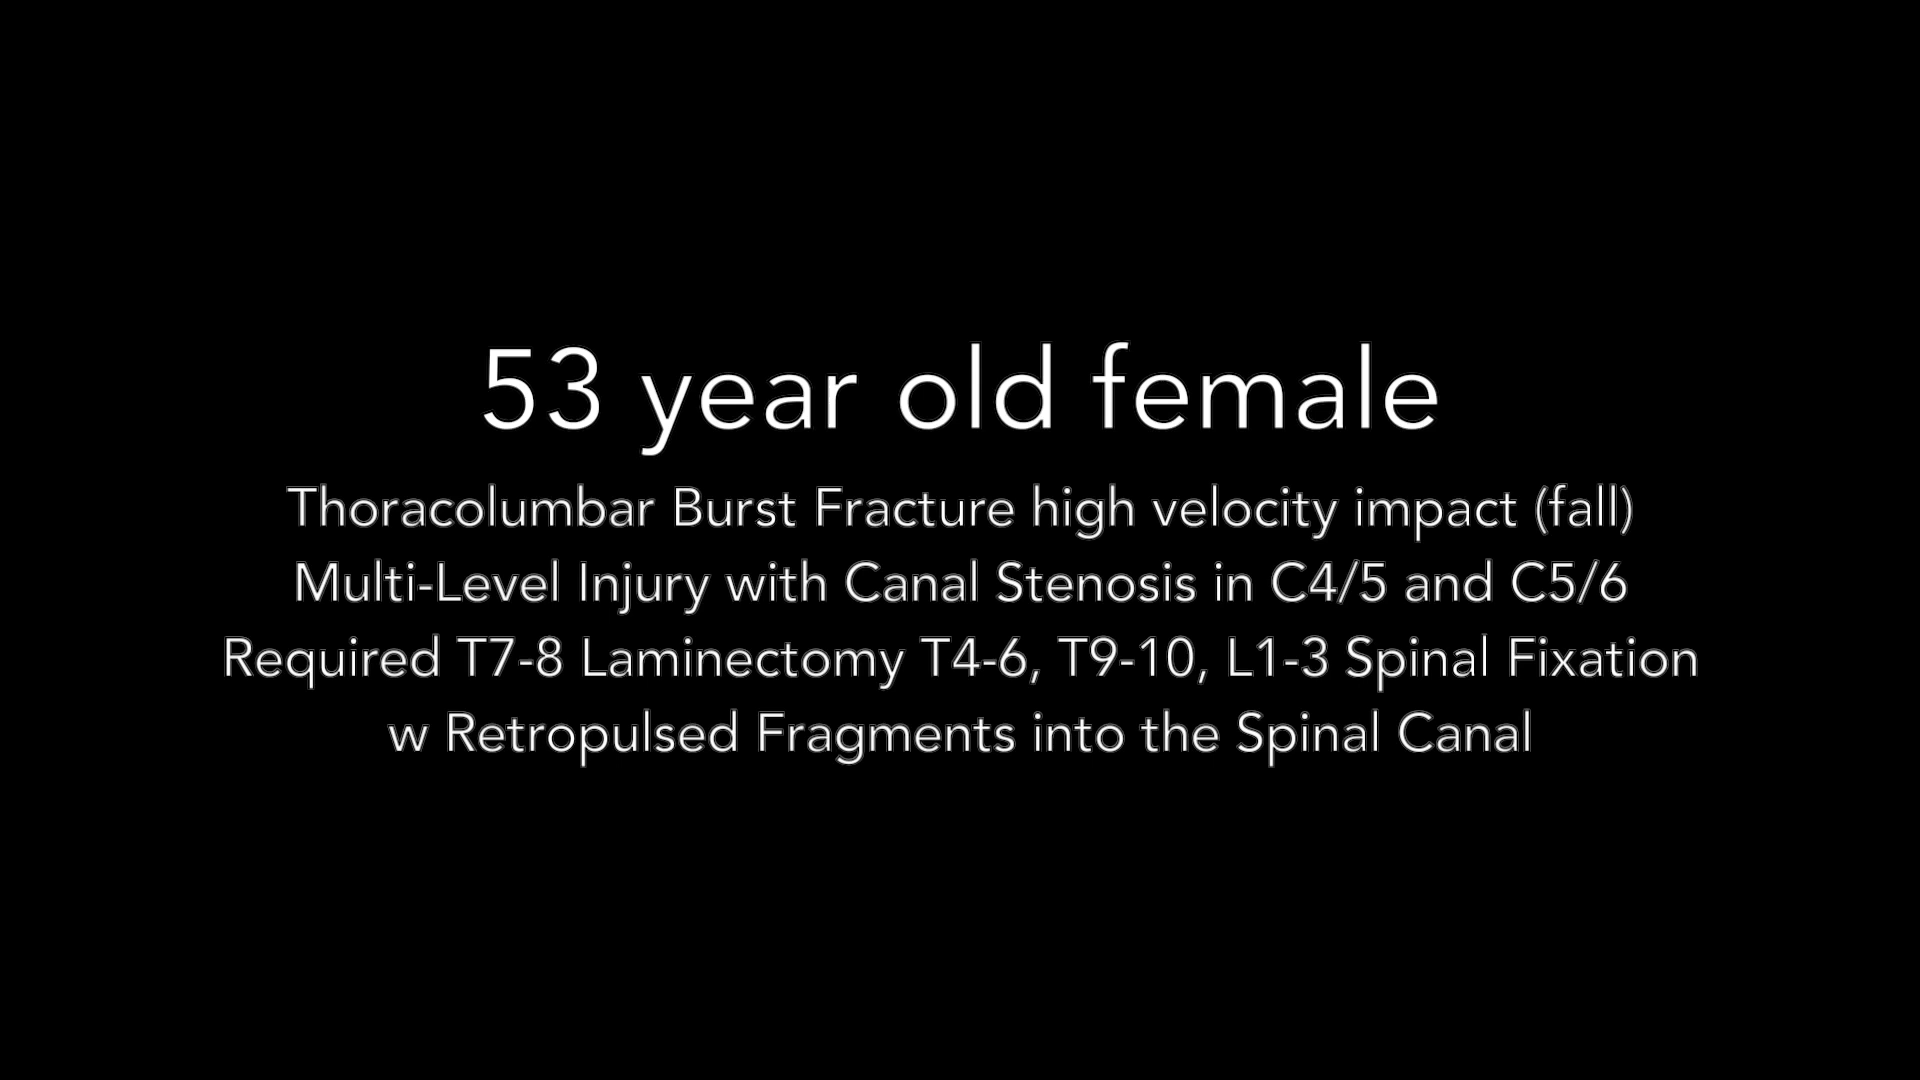 53 year old female
Thoracolumbar Burst Fracture high velocity impact (fall)
Multi-Level Injury with Canal Stenosis in C4/5 and C5/6
Required T7-8 Laminectomy T4-6, T9-10, L1-3 Spinal Fixation
w Retropulsed Fragments into the Spinal Canal